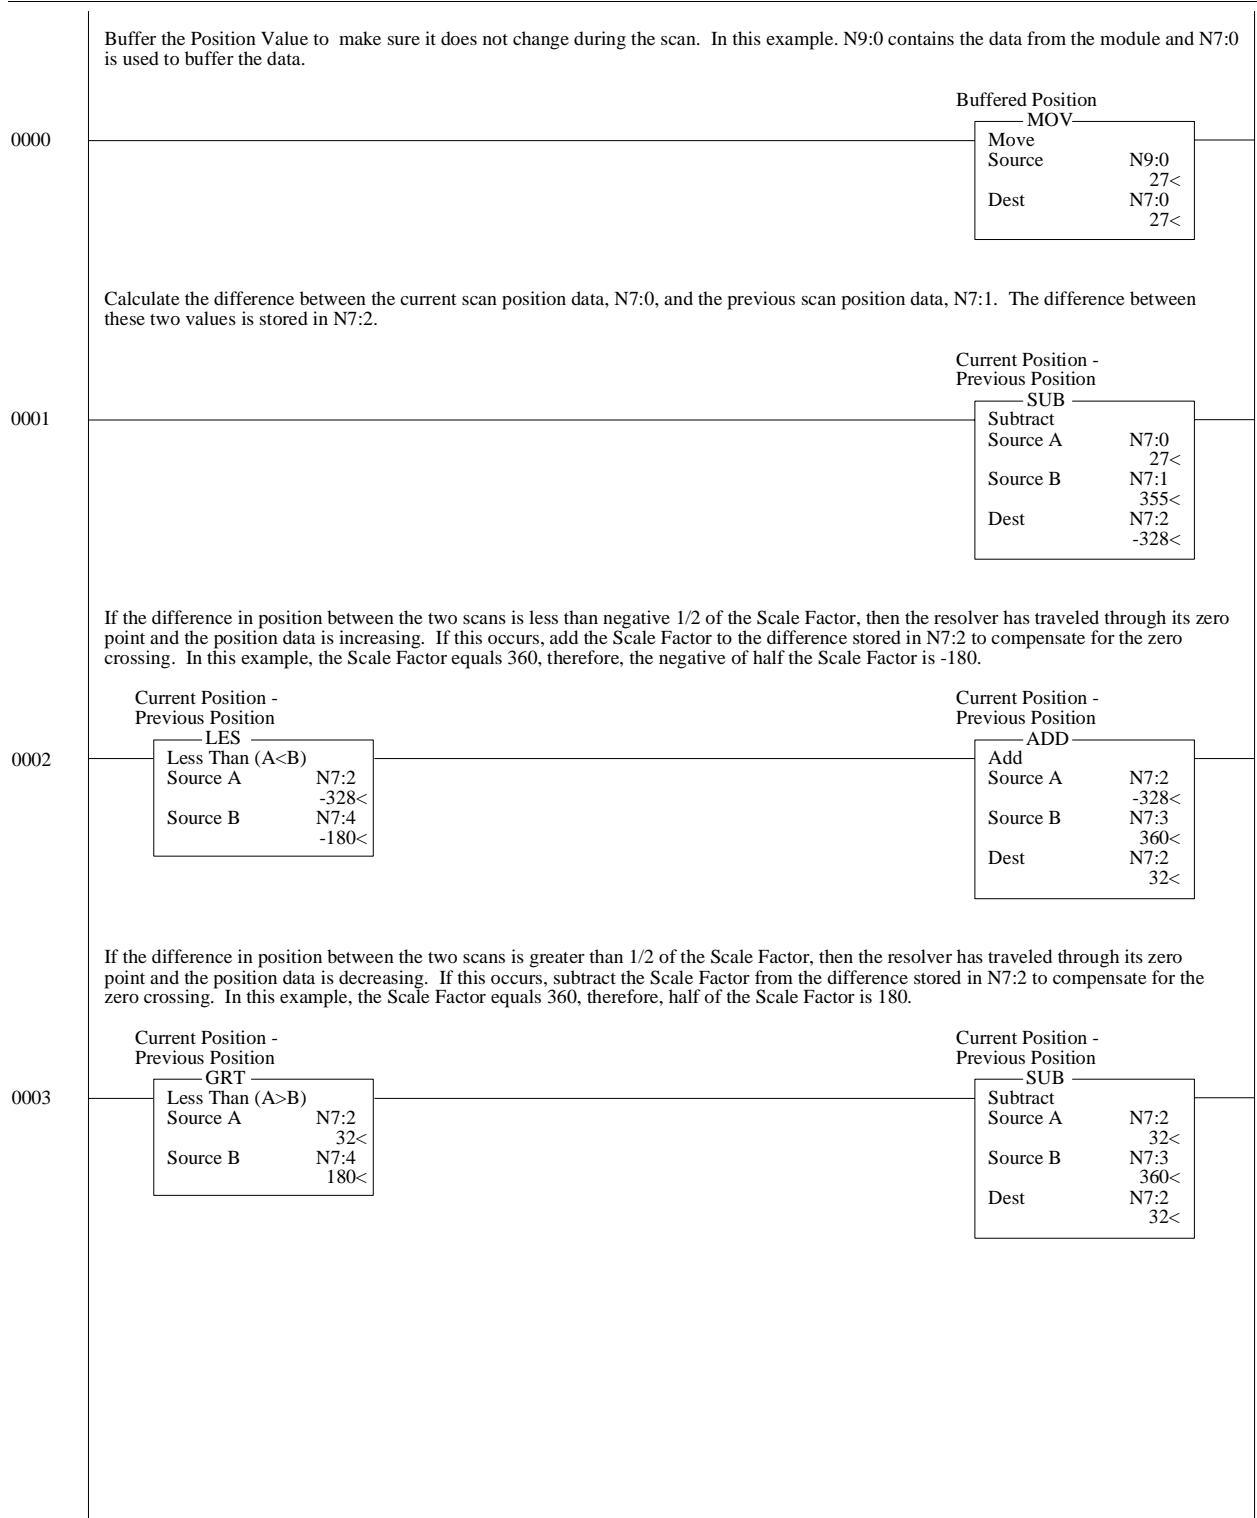 Buffer the Position Value to  make sure it does not change during the scan.  In this example. N9:0 contains the data from the module and N7:0
is used to buffer the data.
Buffered Position
0000
MOV
Move
Source N9:0
27<
Dest N7:0
27<
Calculate the difference between the current scan position data, N7:0, and the previous scan position data, N7:1.  The difference between
these two values is stored in N7:2.
Current Position -
Previous Position
0001
SUB
Subtract
Source A N7:0
27<
Source B N7:1
355<
Dest N7:2
-328<
If the difference in position between the two scans is less than negative 1/2 of the Scale Factor, then the resolver has traveled through its zero
point and the position data is increasing.  If this occurs, add the Scale Factor to the difference stored in N7:2 to compensate for the zero
crossing.  In this example, the Scale Factor equals 360, therefore, the negative of half the Scale Factor is -180.
Current Position -
Previous Position
0002
LES
Less Than (A<B)
Source A N7:2
-328<
Source B N7:4
-180<
Current Position -
Previous Position
ADD
Add
Source A N7:2
-328<
Source B N7:3
360<
Dest N7:2
32<
If the difference in position between the two scans is greater than 1/2 of the Scale Factor, then the resolver has traveled through its zero
point and the position data is decreasing.  If this occurs, subtract the Scale Factor from the difference stored in N7:2 to compensate for the
zero crossing.  In this example, the Scale Factor equals 360, therefore, half of the Scale Factor is 180.
Current Position -
Previous Position
0003
GRT
Less Than (A>B)
Source A N7:2
32<
Source B N7:4
180<
Current Position -
Previous Position
SUB
Subtract
Source A N7:2
32<
Source B N7:3
360<
Dest N7:2
32<